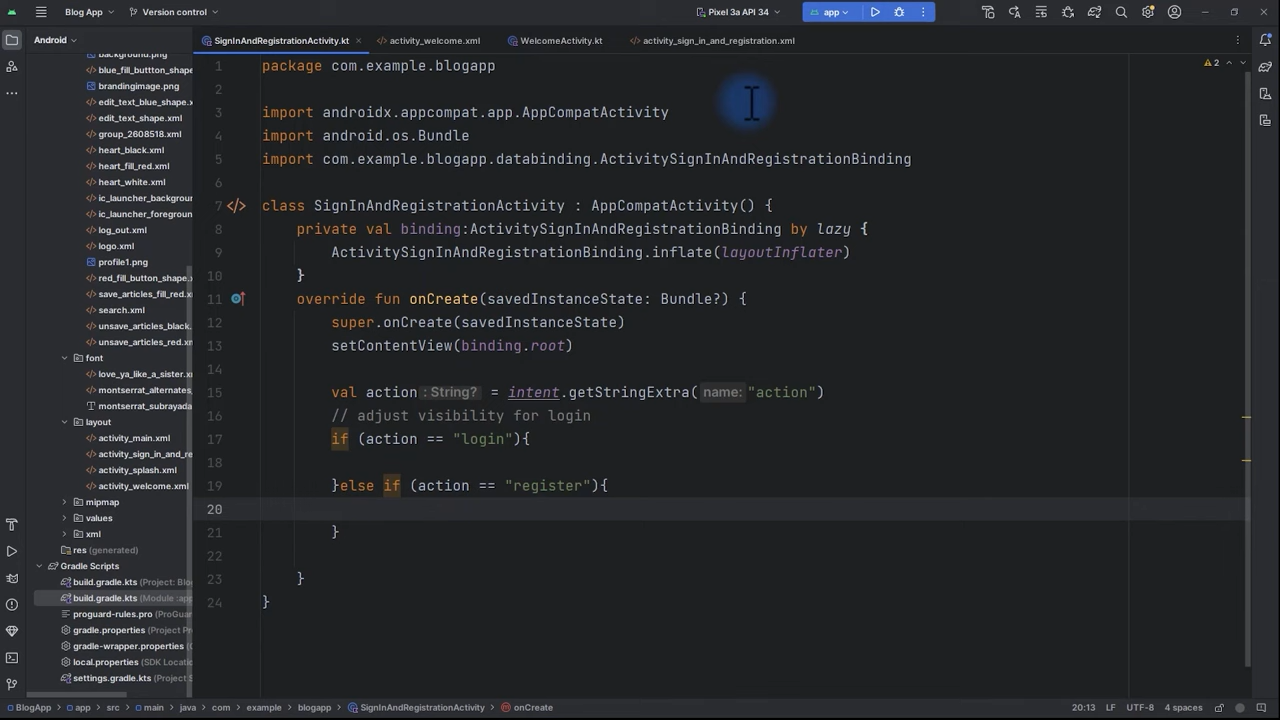 Blog App
Version control
Pixel 3a API 34
app
Android
SignInAndRegistrationActivity.kt
activity_welcome.xml
WelcomeActivity.kt
activity_sign_in_and_registration.xml
background.png
blue_fill_buttton_shape
brandingimage.png
edit_text_blue_shape.x
edit_text_shape.xml
group_2608518.xml
heart_black.xml
heart_fill_red.xml
heart_white.xml
ic_launcher_backgroun
ic_launcher_foregroun
log_out.xml
logo.xml
profile1.png
red_fill_button_shape.
save_articles_fill_red.x
search.xml
unsave_articles_black.
unsave_articles_red.xm
font
love_ya_like_a_sister.x
montserrat_alternates_
montserrat_subrayada
layout
activity_main.xml
activity_sign_in_and_re
activity_splash.xml
activity_welcome.xml
mipmap
values
xml
res (generated)
Gradle Scripts
build.gradle.kts (Project: Blo
build.gradle.kts (Module :app
proguard-rules.pro (ProGua
gradle.properties (Project Pr
gradle-wrapper.properties (
local.properties (SDK Locatio
settings.gradle.kts (Project S
2
1 package com.example.blogapp
2
3 import androidx.appcompat.app.AppCompatActivity
4 import android.os.Bundle
5 import com.example.blogapp.databinding.ActivitySignInAndRegistrationBinding
6
7 class SignInAndRegistrationActivity : AppCompatActivity() {
8 private val binding:ActivitySignInAndRegistrationBinding by lazy {
9 ActivitySignInAndRegistrationBinding.inflate(layoutInflater)
10 }
11 override fun onCreate(savedInstanceState: Bundle?) {
12 super.onCreate(savedInstanceState)
13 setContentView(binding.root)
14
15 val action : String? = intent.getStringExtra( name: "action")
16 // adjust visibility for login
17 if (action == "login"){
18
19 }else if (action == "register"){
20
21 }
22
23 }
24 }
BlogApp > app > src > main > java > com > example > blogapp > SignInAndRegistrationActivity > onCreate
20:13 LF UTF-8 4 spaces